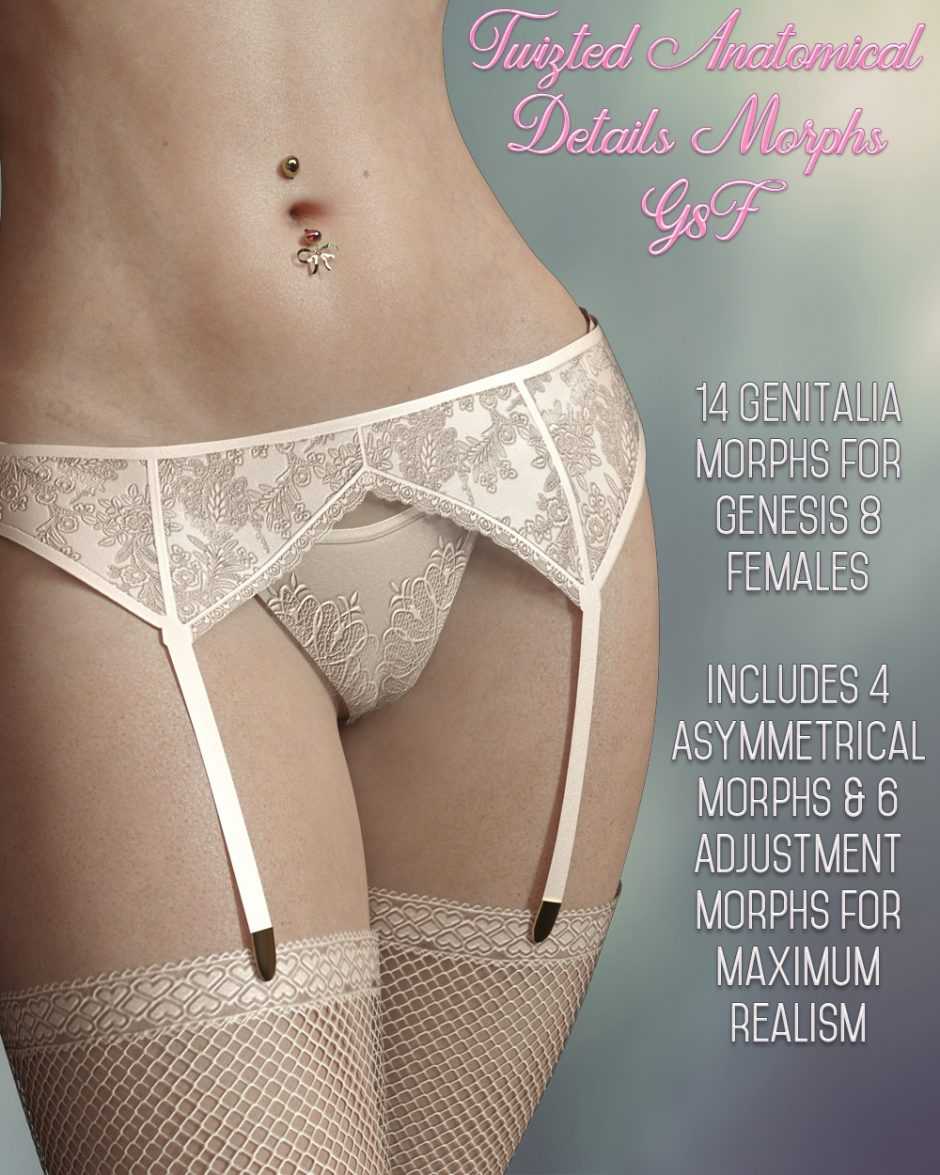 Twizted Anatomical
Details Morphs
G8F
14 GENITALIA
MORPHS FOR
GENESIS 8
FEMALES
INCLUDES 4
ASYMMETRICAL
MORPHS & 6
ADJUSTMENT
MORPHS FOR
MAXIMUM
REALISM